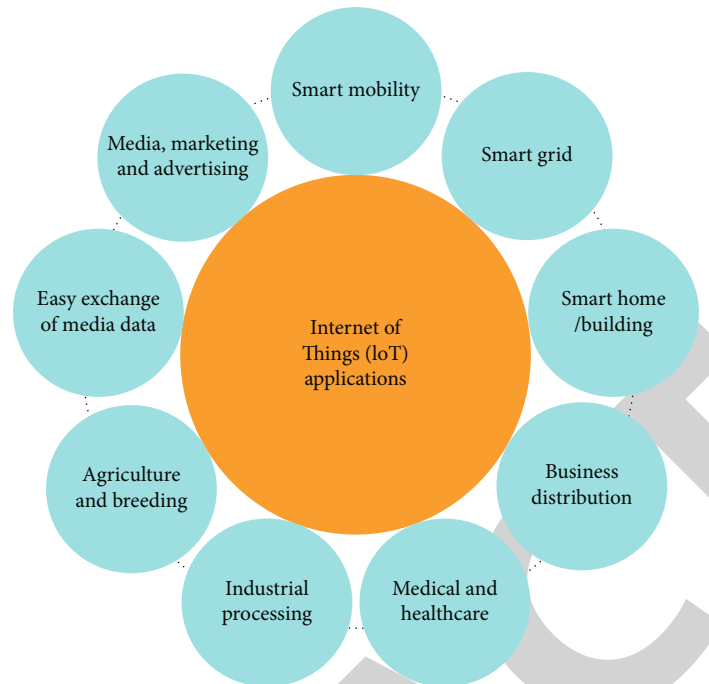 Smart mobility
Smart grid
Smart home
/building
Business
distribution
Medical and
healthcare
Industrial
processing
Agriculture
and breeding
Easy exchange
of media data
Media, marketing
and advertising
Internet of
Things (loT)
applications